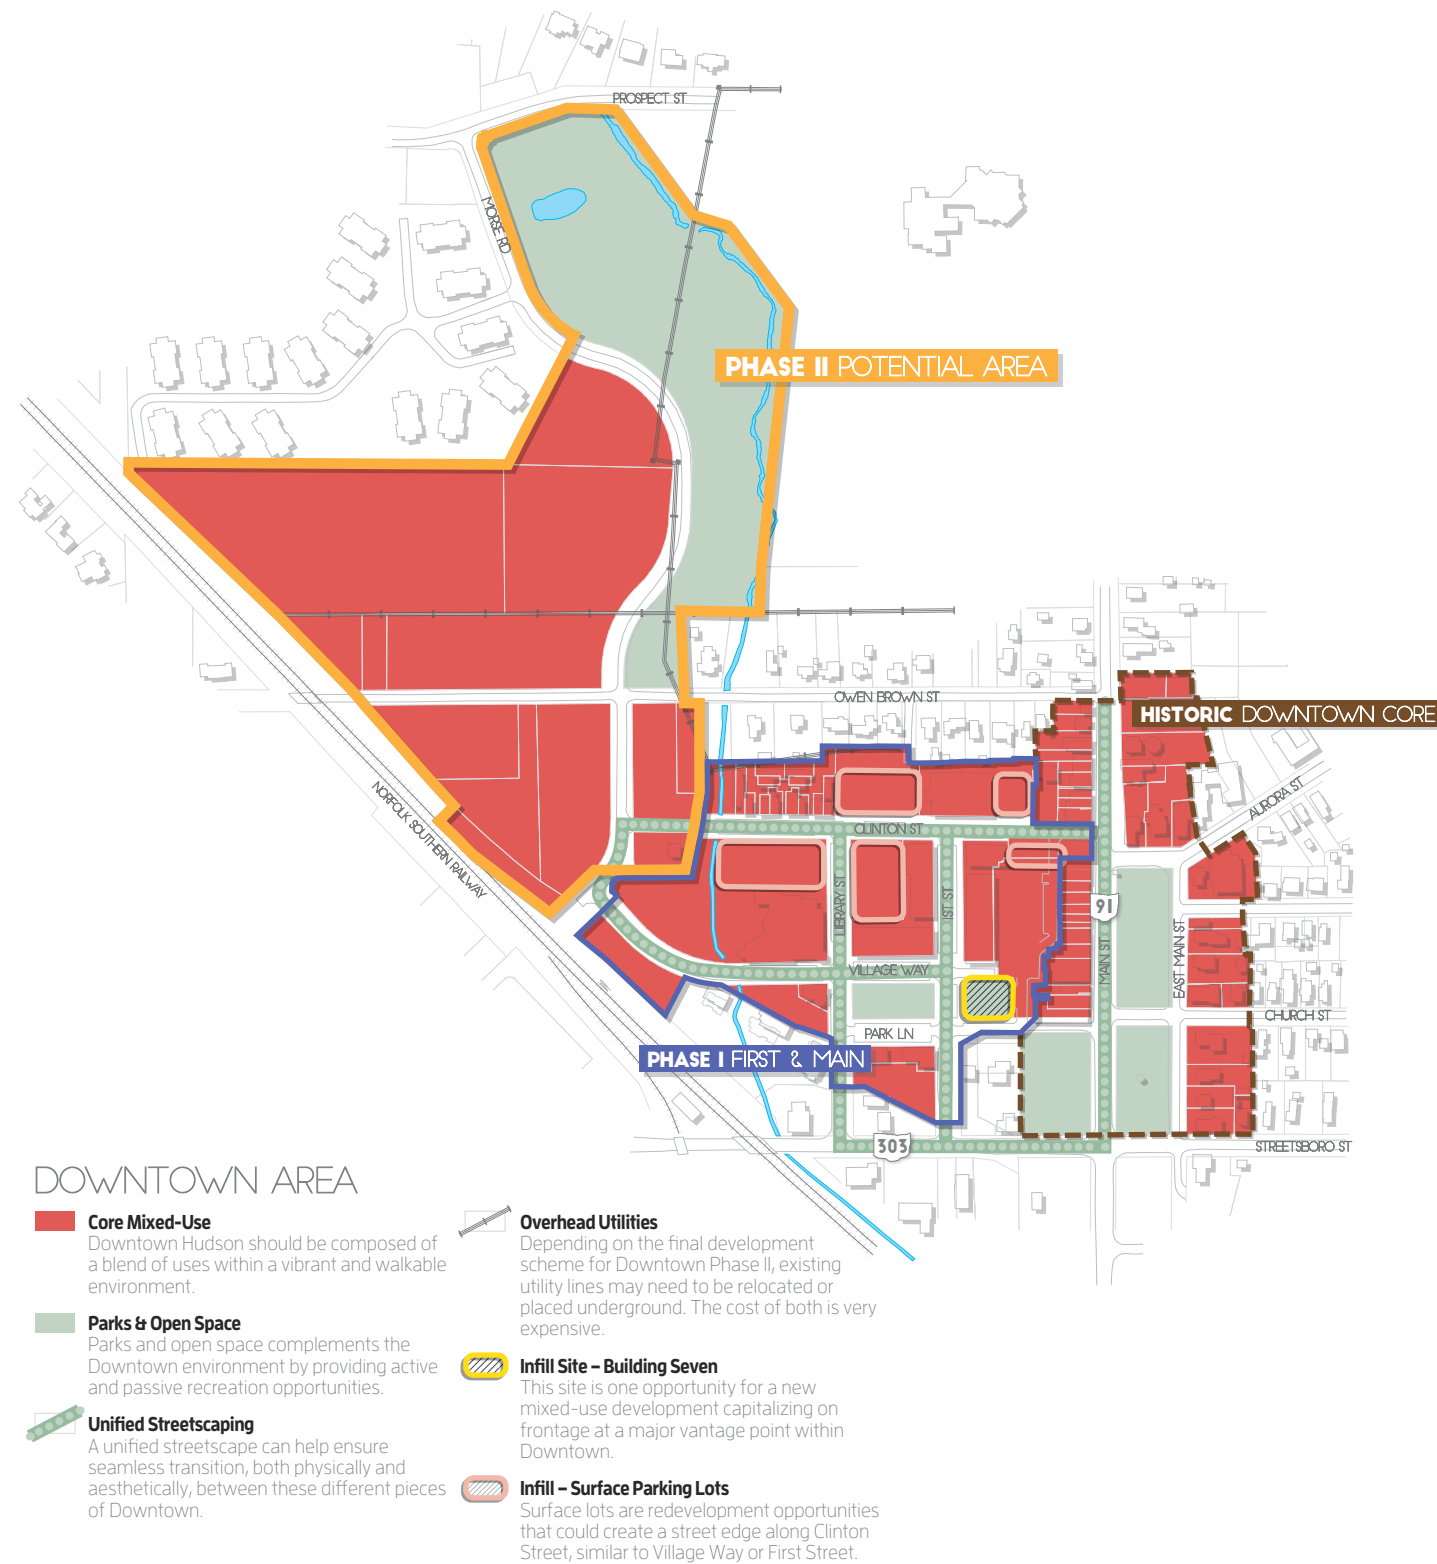 PROSPECT ST
MORSE RD
PHASE II POTENTIAL AREA
OWEN BROWN ST
HISTORIC DOWNTOWN CORE
AURORA ST
NORFOLK SOUTHERN RAILWAY
CLINTON ST
LIBRARY ST
1ST ST
91
MAIN ST
EAST MAIN ST
VILLAGE WAY
CHURCH ST
PARK LN
PHASE I FIRST & MAIN
303
STREETSBORO ST
DOWNTOWN AREA
Core Mixed-Use
Downtown Hudson should be composed of
a blend of uses within a vibrant and walkable
environment.
Parks & Open Space
Parks and open space complements the
Downtown environment by providing active
and passive recreation opportunities.
Unified Streetscaping
A unified streetscape can help ensure
seamless transition, both physically and
aesthetically, between these different pieces
of Downtown.
Overhead Utilities
Depending on the final development
scheme for Downtown Phase II, existing
utility lines may need to be relocated or
placed underground. The cost of both is very
expensive.
Infill Site – Building Seven
This site is one opportunity for a new
mixed-use development capitalizing on
frontage at a major vantage point within
Downtown.
Infill – Surface Parking Lots
Surface lots are redevelopment opportunities
that could create a street edge along Clinton
Street, similar to Village Way or First Street.